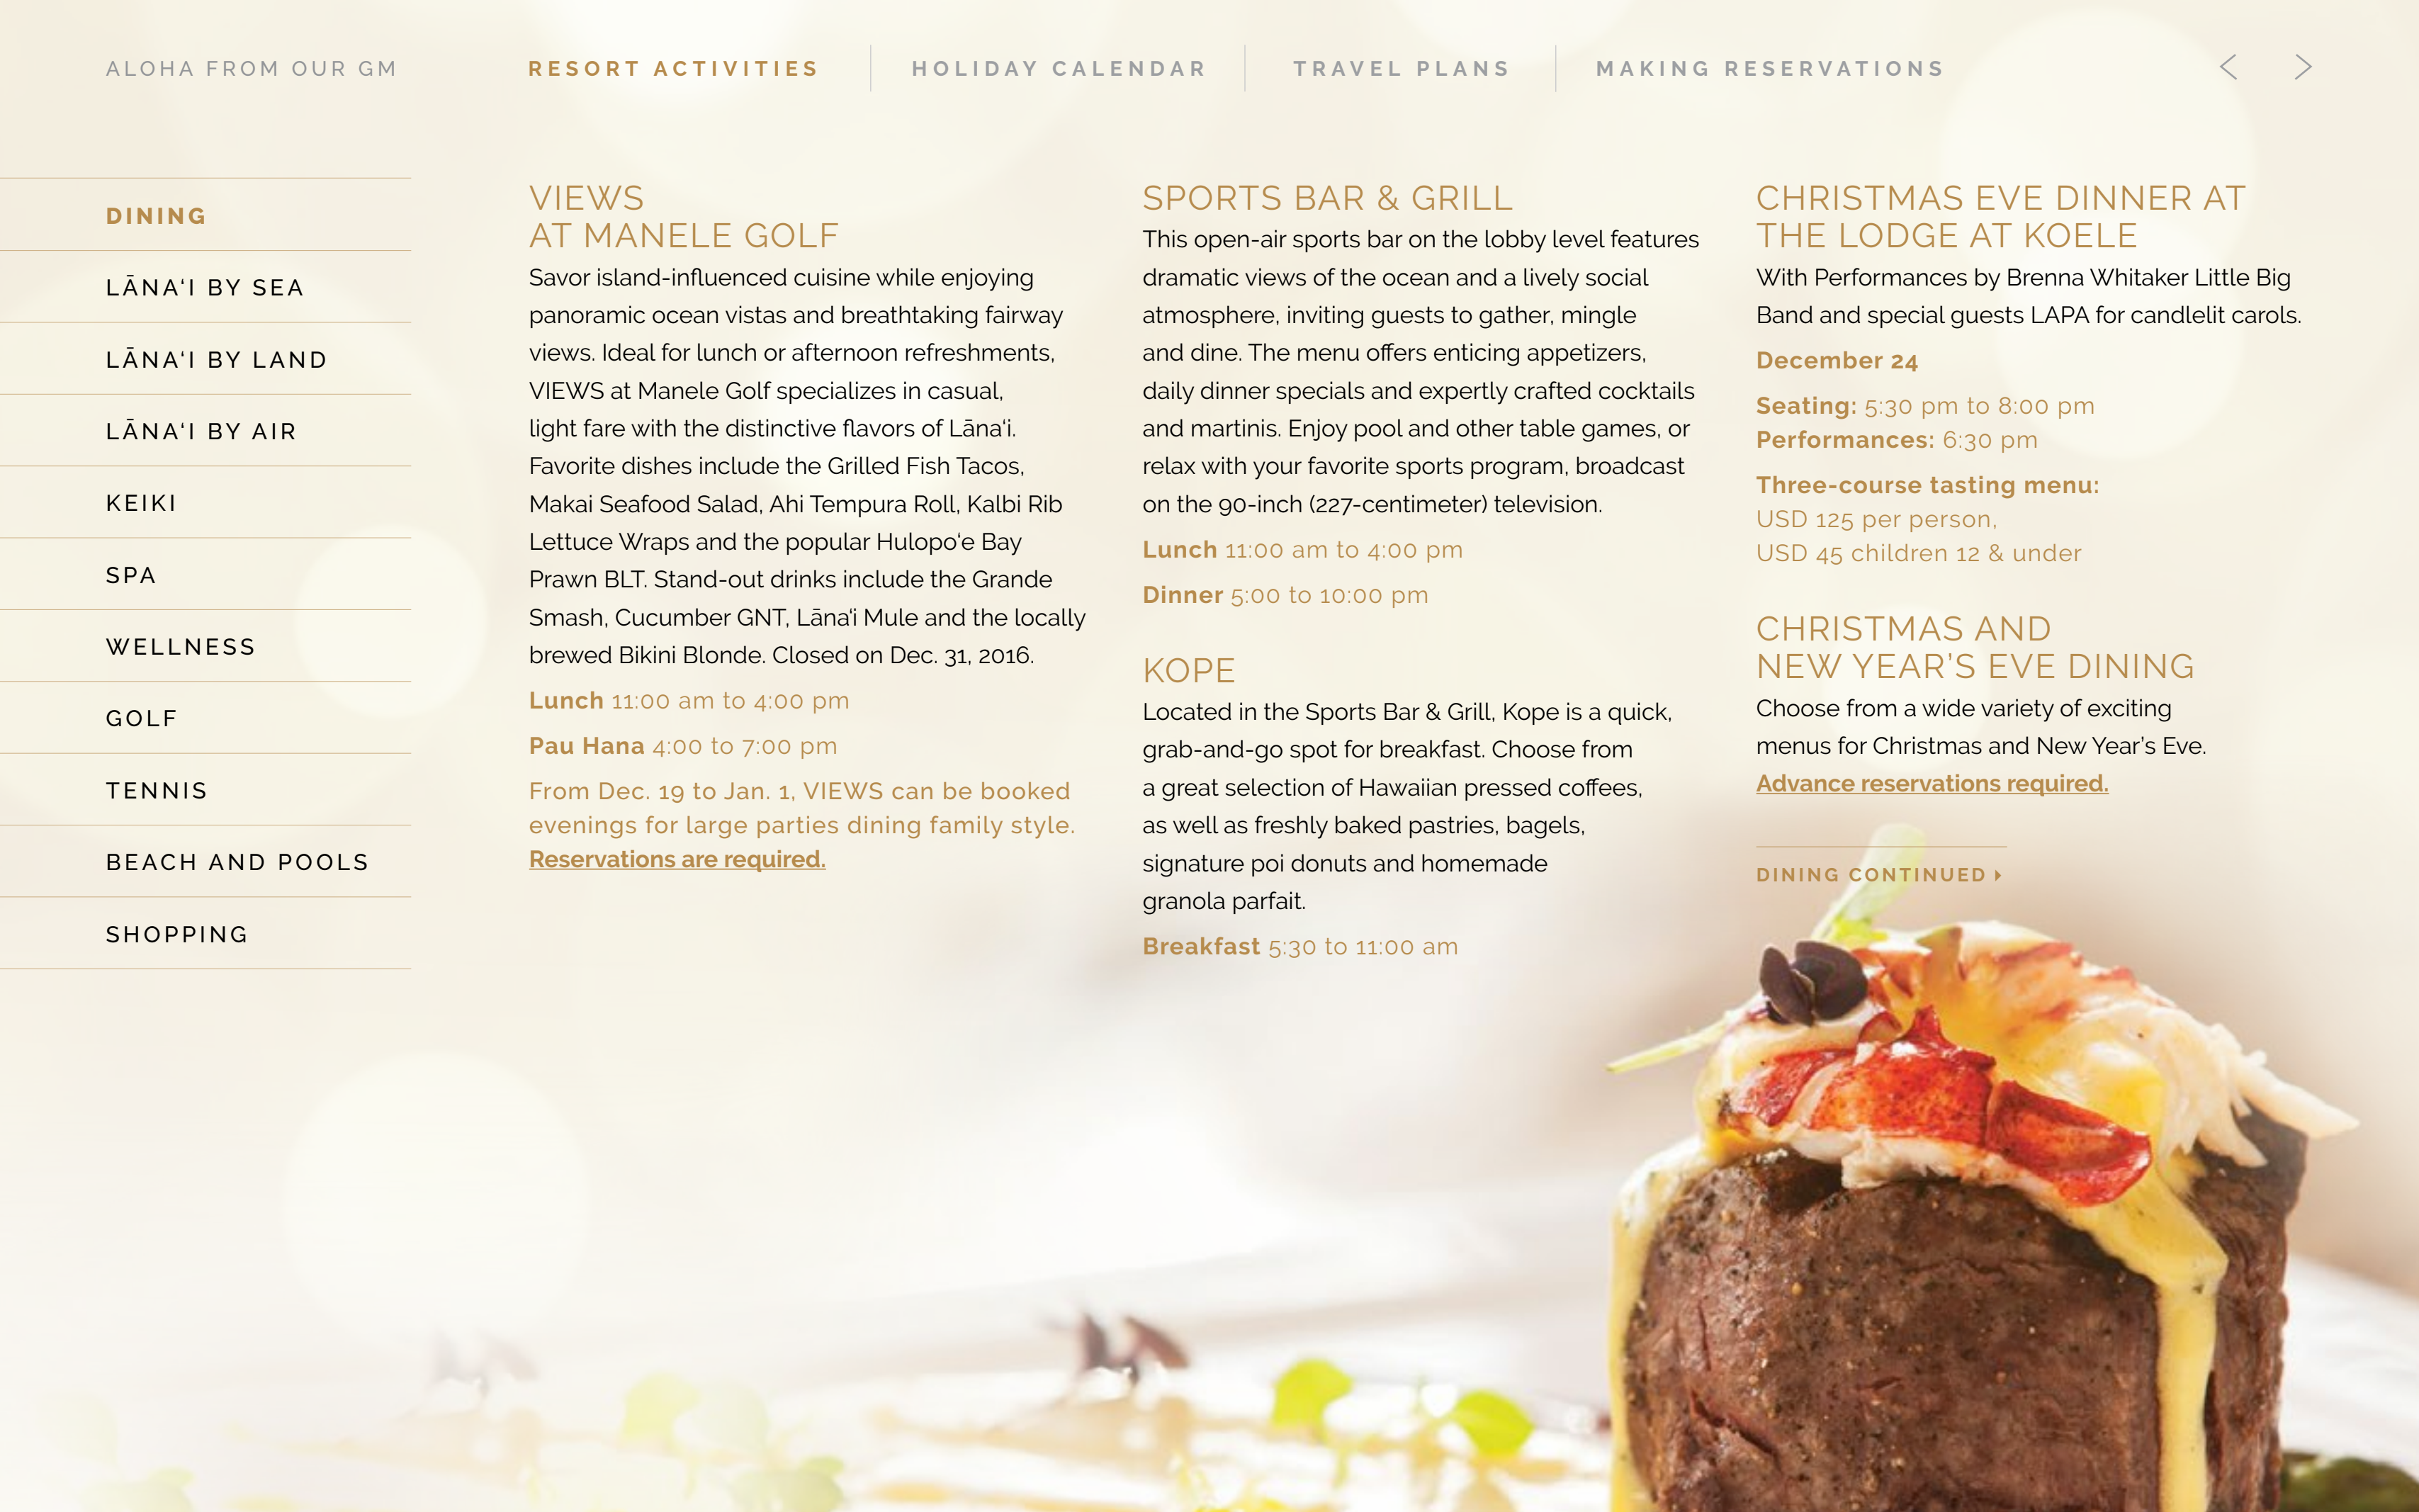 ALOHA FROM OUR GM
RESORT ACTIVITIES
HOLIDAY CALENDAR
TRAVEL PLANS
MAKING RESERVATIONS
DINING
LĀNA‘I BY SEA
LĀNA‘I BY LAND
LĀNA‘I BY AIR
KEIKI
SPA
WELLNESS
GOLF
TENNIS
BEACH AND POOLS
SHOPPING
VIEWS
AT MANELE GOLF
Savor island-influenced cuisine while enjoying
panoramic ocean vistas and breathtaking fairway
views. Ideal for lunch or afternoon refreshments,
VIEWS at Manele Golf specializes in casual,
light fare with the distinctive flavors of Lāna‘i.
Favorite dishes include the Grilled Fish Tacos,
Makai Seafood Salad, Ahi Tempura Roll, Kalbi Rib
Lettuce Wraps and the popular Hulopo‘e Bay
Prawn BLT. Stand-out drinks include the Grande
Smash, Cucumber GNT, Lāna‘i Mule and the locally
brewed Bikini Blonde. Closed on Dec. 31, 2016.
Lunch 11:00 am to 4:00 pm
Pau Hana 4:00 to 7:00 pm
From Dec. 19 to Jan. 1, VIEWS can be booked
evenings for large parties dining family style.
Reservations are required.
SPORTS BAR & GRILL
This open-air sports bar on the lobby level features
dramatic views of the ocean and a lively social
atmosphere, inviting guests to gather, mingle
and dine. The menu offers enticing appetizers,
daily dinner specials and expertly crafted cocktails
and martinis. Enjoy pool and other table games, or
relax with your favorite sports program, broadcast
on the 90-inch (227-centimeter) television.
Lunch 11:00 am to 4:00 pm
Dinner 5:00 to 10:00 pm
KOPE
Located in the Sports Bar & Grill, Kope is a quick,
grab-and-go spot for breakfast. Choose from
a great selection of Hawaiian pressed coffees,
as well as freshly baked pastries, bagels,
signature poi donuts and homemade
granola parfait.
Breakfast 5:30 to 11:00 am
CHRISTMAS EVE DINNER AT
THE LODGE AT KOELE
With Performances by Brenna Whitaker Little Big
Band and special guests LAPA for candlelit carols.
December 24
Seating: 5:30 pm to 8:00 pm
Performances: 6:30 pm
Three-course tasting menu:
USD 125 per person,
USD 45 children 12 & under
CHRISTMAS AND
NEW YEAR’S EVE DINING
Choose from a wide variety of exciting
menus for Christmas and New Year’s Eve.
Advance reservations required.
DINING CONTINUED